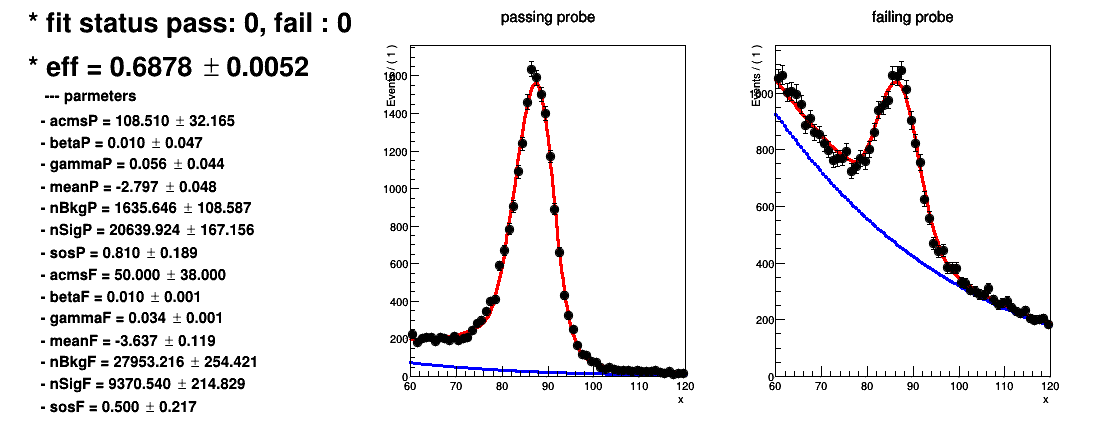 * fit status pass: 0, fail : 0
* eff = 0.6878 ± 0.0052
--- parmeters
- acmsP = 108.510 ± 32.165
- betaP = 0.010 ± 0.047
- gammaP = 0.056 ± 0.044
- meanP = -2.797 ± 0.048
- nBkgP = 1635.646 ± 108.587
- nSigP = 20639.924 ± 167.156
- sosP = 0.810 ± 0.189
- acmsF = 50.000 ± 38.000
- betaF = 0.010 ± 0.001
- gammaF = 0.034 ± 0.001
- meanF = -3.637 ± 0.119
- nBkgF = 27953.216 ± 254.421
- nSigF = 9370.540 ± 214.829
- sosF = 0.500 ± 0.217
passing probe
Events / ( 1 )
1600
1400
1200
1000
800
600
400
200
0
60 70 80 90 100 110 120
x
failing probe
Events / ( 1 )
1000
800
600
400
200
0
60 70 80 90 100 110 120
x